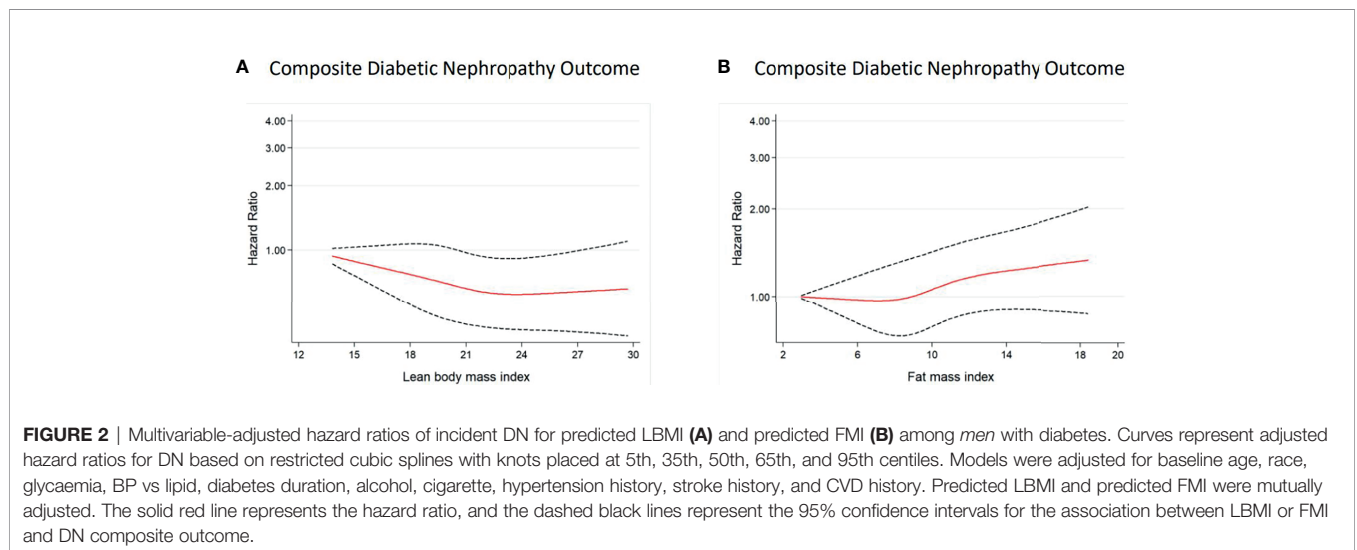 A Composite Diabetic Nephropathy Outcome
4.00
3.00
2.00
1.00
Hazard Ratio
12 15 18 21 24 27 30
Lean body mass index
B Composite Diabetic Nephropathy Outcome
4.00
3.00
2.00
1.00
Hazard Ratio
2 6 10 14 18 20
Fat mass index
FIGURE 2 | Multivariable-adjusted hazard ratios of incident DN for predicted LBMI (A) and predicted FMI (B) among men with diabetes. Curves represent adjusted
hazard ratios for DN based on restricted cubic splines with knots placed at 5th, 35th, 50th, 65th, and 95th centiles. Models were adjusted for baseline age, race,
glycaemia, BP vs lipid, diabetes duration, alcohol, cigarette, hypertension history, stroke history, and CVD history. Predicted LBMI and predicted FMI were mutually
adjusted. The solid red line represents the hazard ratio, and the dashed black lines represent the 95% confidence intervals for the association between LBMI or FMI
and DN composite outcome.